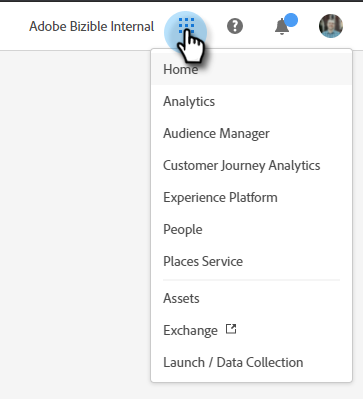 Adobe Bizible Internal
Home
Analytics
Audience Manager
Customer Journey Analytics
Experience Platform
People
Places Service
Assets
Exchange
Launch / Data Collection